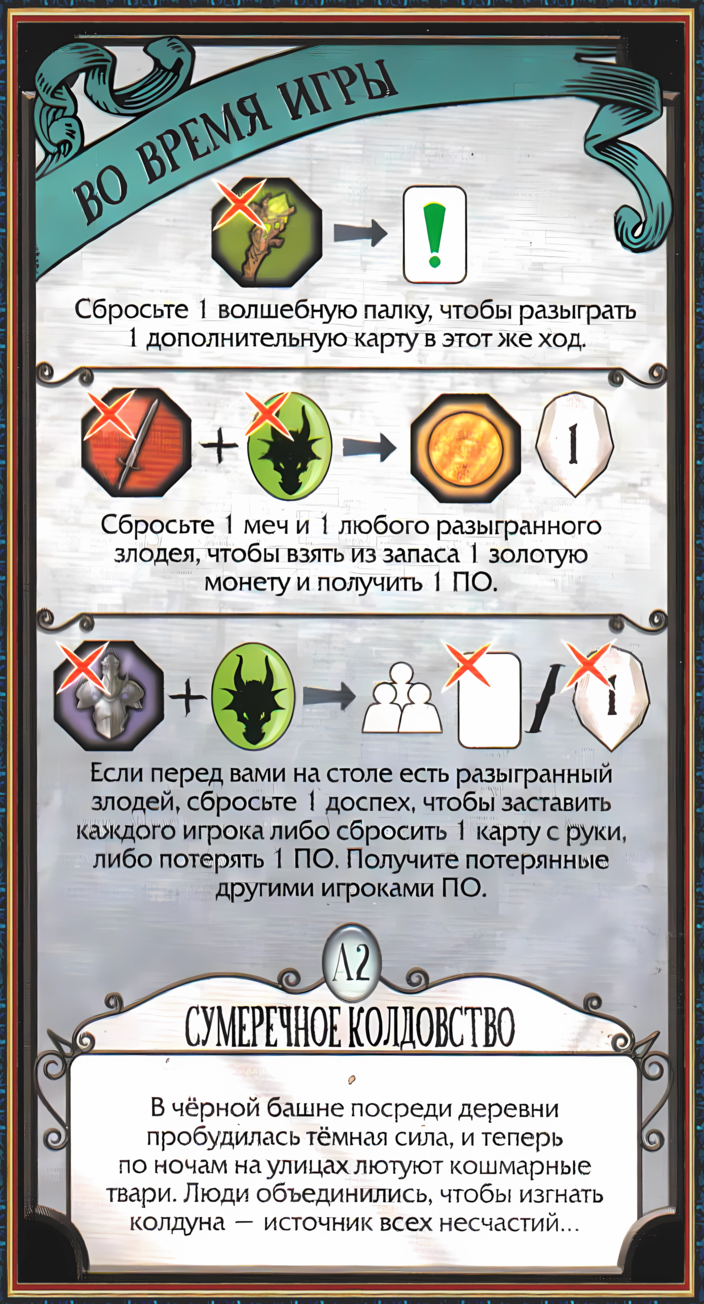 ВО ВРЕМЯ ИГРЫ
Сбросьте 1 волшебную палку, чтобы разыграть
1 дополнительную карту в этот же ход.
1
Сбросьте 1 меч и 1 любого разыгранного
злодея, чтобы взять из запаса 1 золотую
монету и получить 1 ПО.
1
Если перед вами на столе есть разыгранный
злодей, сбросьте 1 доспех, чтобы заставить
каждого игрока либо сбросить 1 карту с руки,
либо потерять 1 ПО. Получите потерянные
другими игроками ПО.
А2
СУМЕРЕЧНОЕ КОЛДОВСТВО
В чёрной башне посреди деревни
пробудилась тёмная сила, и теперь
по ночам на улицах лютуют кошмарные
твари. Люди объединились, чтобы изгнать
колдуна — источник всех несчастий...